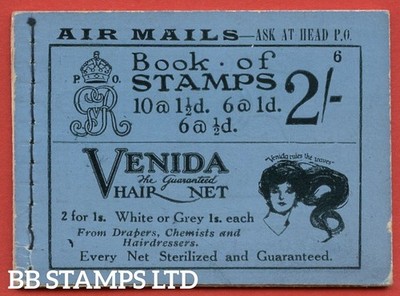 AIR MAILS—ASK AT HEAD P.O.
6
Book · of
P. O.
STAMPS 2/-
10 @ 1½d. 6 @ 1d.
6 @ ½d.
GR
VENIDA
The Guaranteed
HAIR NET
"Venida rules the waves"
2 for 1s. White or Grey 1s. each
From Drapers, Chemists and
Hairdressers.
Every Net Sterilized and Guaranteed.
BB STAMPS LTD